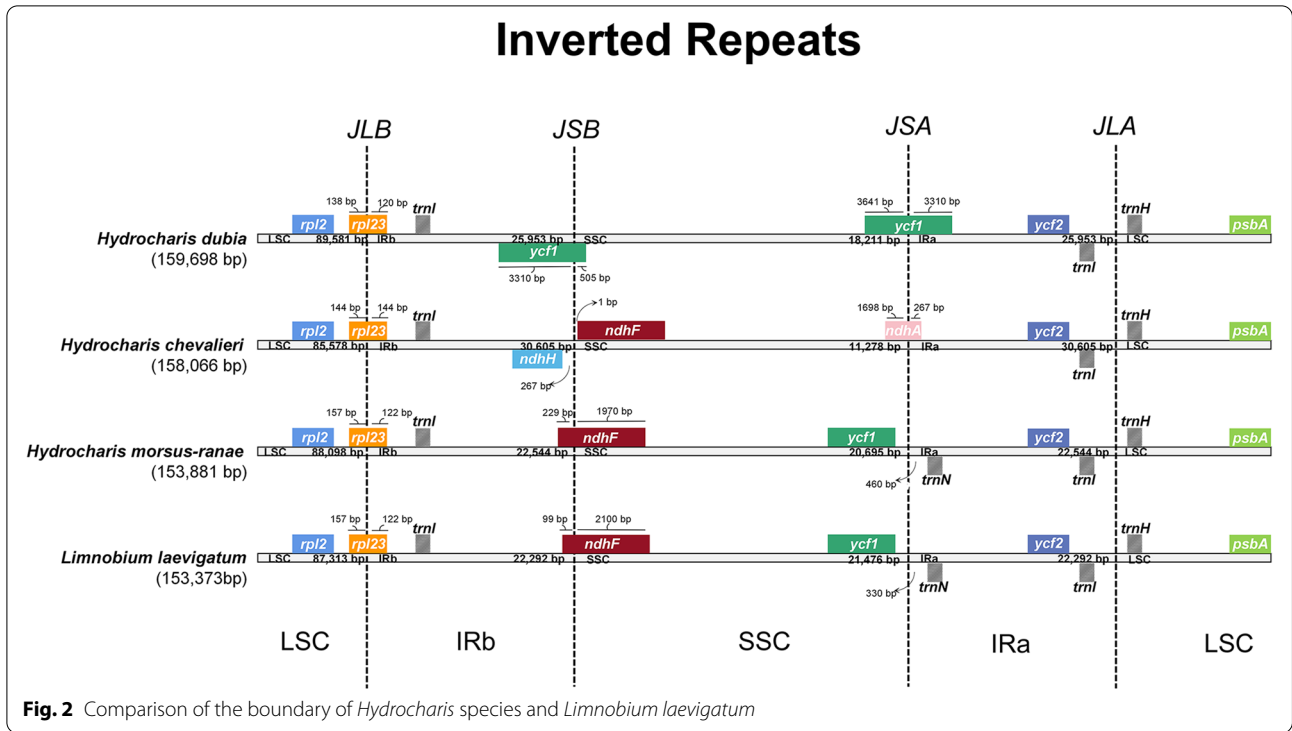 Inverted Repeats
JLB JSB JSA JLA
138 bp 120 bp trnI 3641 bp 3310 bp trnH
rpl2 rpl23 ycf1 ycf2 psbA
Hydrocharis dubia LSC 89,581 bp IRb 25,953 bp SSC 18,211 bp IRa 25,953 bp LSC
(159,698 bp) ycf1 trnI
3310 bp 505 bp
144 bp 144 bp trnI 1 bp 1698 bp 267 bp trnH
rpl2 rpl23 ndhF ndhA ycf2 psbA
Hydrocharis chevalieri LSC 85,578 bp IRb 30,605 bp SSC 11,278 bp IRa 30,605 bp LSC
(158,066 bp) ndhH trnI
267 bp
157 bp 122 bp trnI 229 bp 1970 bp trnH
rpl2 rpl23 ndhF ycf1 ycf2 psbA
Hydrocharis morsus-ranae LSC 88,098 bp IRb 22,544 bp SSC 20,695 bp IRa 22,544 bp LSC
(153,881 bp) 460 bp trnN trnI
157 bp 122 bp trnI 99 bp 2100 bp trnH
rpl2 rpl23 ndhF ycf1 ycf2 psbA
Limnobium laevigatum LSC 87,313 bp IRb 22,292 bp SSC 21,476 bp IRa 22,292 bp LSC
(153,373bp) 330 bp trnN trnI
LSC IRb SSC IRa LSC
Fig. 2 Comparison of the boundary of Hydrocharis species and Limnobium laevigatum